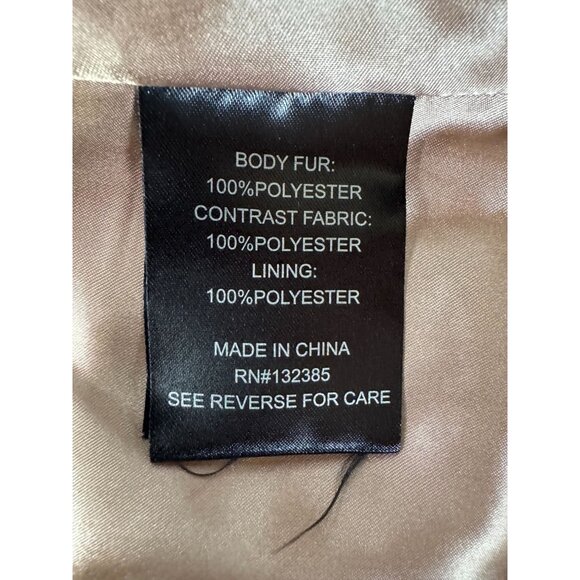 BODY FUR:
100%POLYESTER
CONTRAST FABRIC:
100%POLYESTER
LINING:
100%POLYESTER
MADE IN CHINA
RN#132385
SEE REVERSE FOR CARE